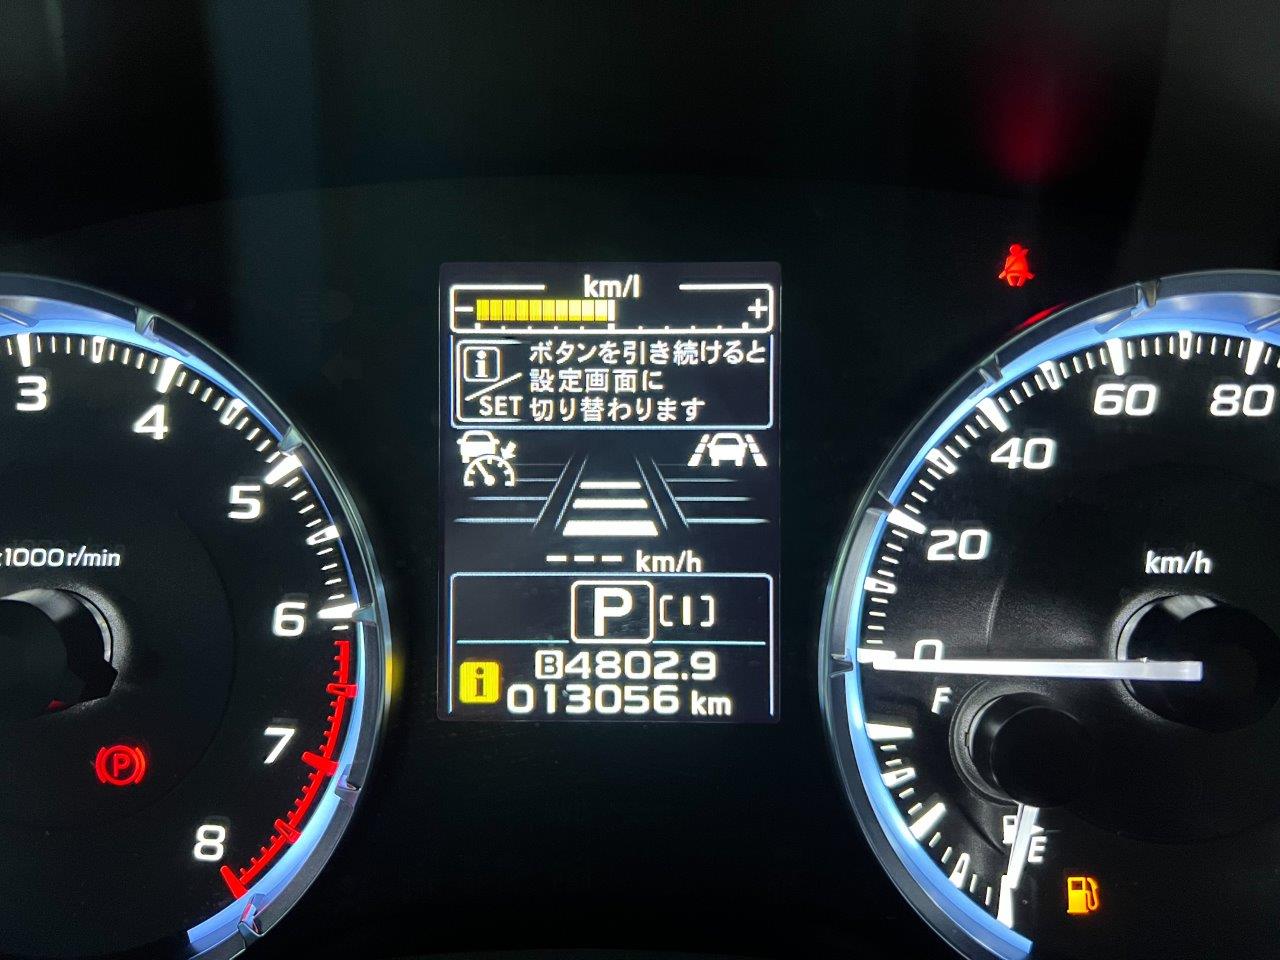 km/l
− +
i ボタンを引き続けると
設定画面に
SET 切り替わります
--- km/h
P [I]
B 4802.9
i 013056 km
3
4
5
6
7
8
x1000r/min
P
0
20
40
60
80
km/h
F
E